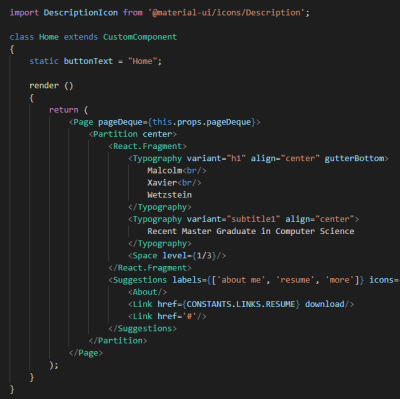 import DescriptionIcon from '@material-ui/icons/Description';
class Home extends CustomComponent
{
static buttonText = "Home";
render ()
{
return (
<Page pageDeque={this.props.pageDeque}>
<Partition center>
<React.Fragment>
<Typography variant="h1" align="center" gutterBottom>
Malcolm<br/>
Xavier<br/>
Wetzstein
</Typography>
<Typography variant="subtitle1" align="center">
Recent Master Graduate in Computer Science
</Typography>
<Space level={1/3}/>
</React.Fragment>
<Suggestions labels={['about me', 'resume', 'more']} icons=
<About/>
<Link href={CONSTANTS.LINKS.RESUME} download/>
<Link href='#'/>
</Suggestions>
</Partition>
</Page>
);
}
}